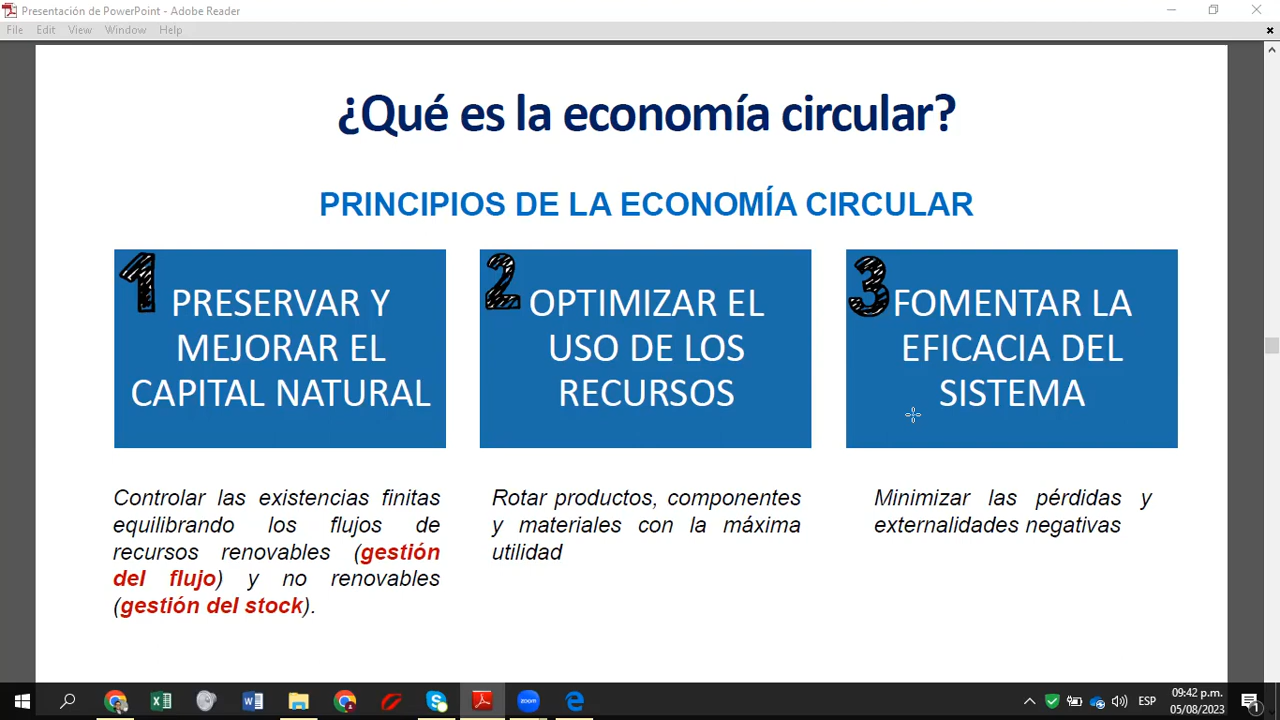 Presentación de PowerPoint - Adobe Reader
File Edit View Window Help
¿Qué es la economía circular?
PRINCIPIOS DE LA ECONOMÍA CIRCULAR
1
PRESERVAR Y
MEJORAR EL
CAPITAL NATURAL
2
OPTIMIZAR EL
USO DE LOS
RECURSOS
3
FOMENTAR LA
EFICACIA DEL
SISTEMA
Controlar las existencias finitas
equilibrando los flujos de
recursos renovables (gestión
del flujo) y no renovables
(gestión del stock).
Rotar productos, componentes
y materiales con la máxima
utilidad
Minimizar las pérdidas y
externalidades negativas
zoom
ESP
09:42 p.m.
05/08/2023
1